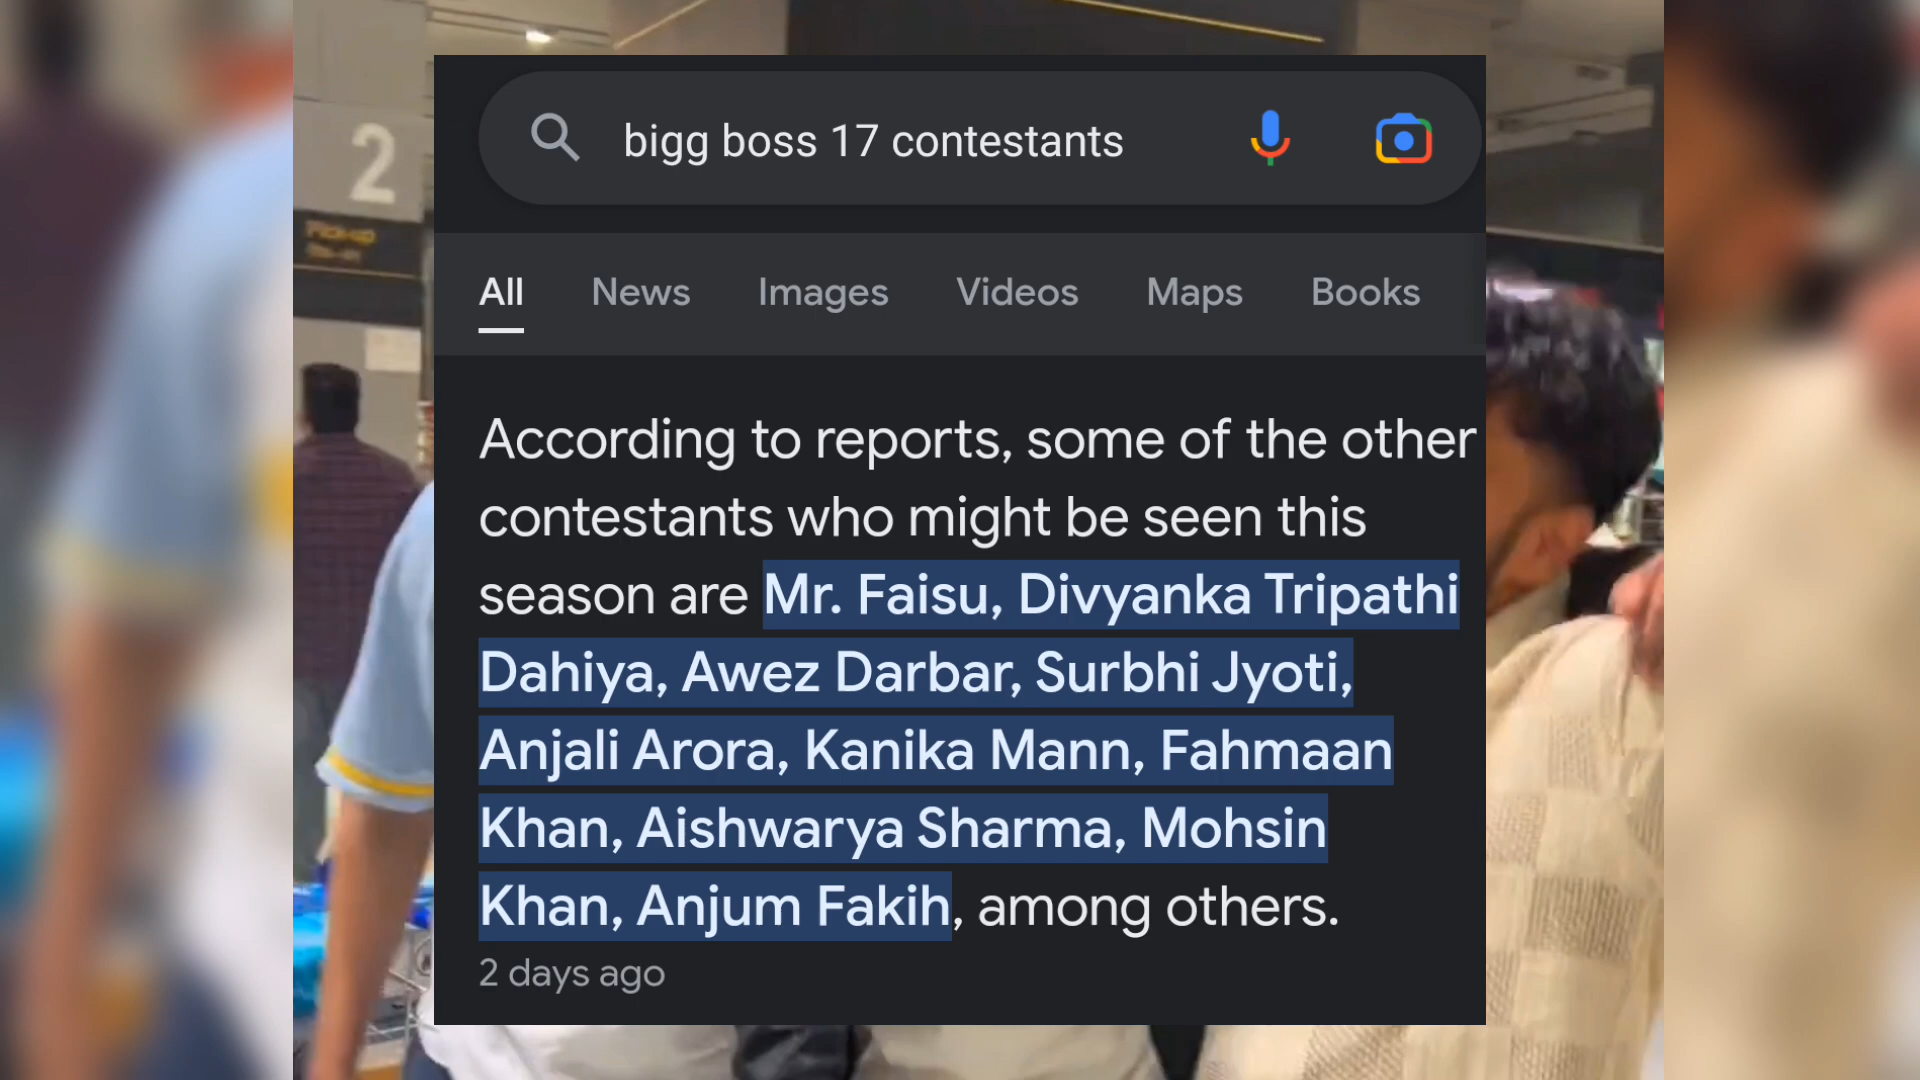 2
Pick-up
bigg boss 17 contestants
All News Images Videos Maps Books
According to reports, some of the other
contestants who might be seen this
season are Mr. Faisu, Divyanka Tripathi
Dahiya, Awez Darbar, Surbhi Jyoti,
Anjali Arora, Kanika Mann, Fahmaan
Khan, Aishwarya Sharma, Mohsin
Khan, Anjum Fakih, among others.
2 days ago